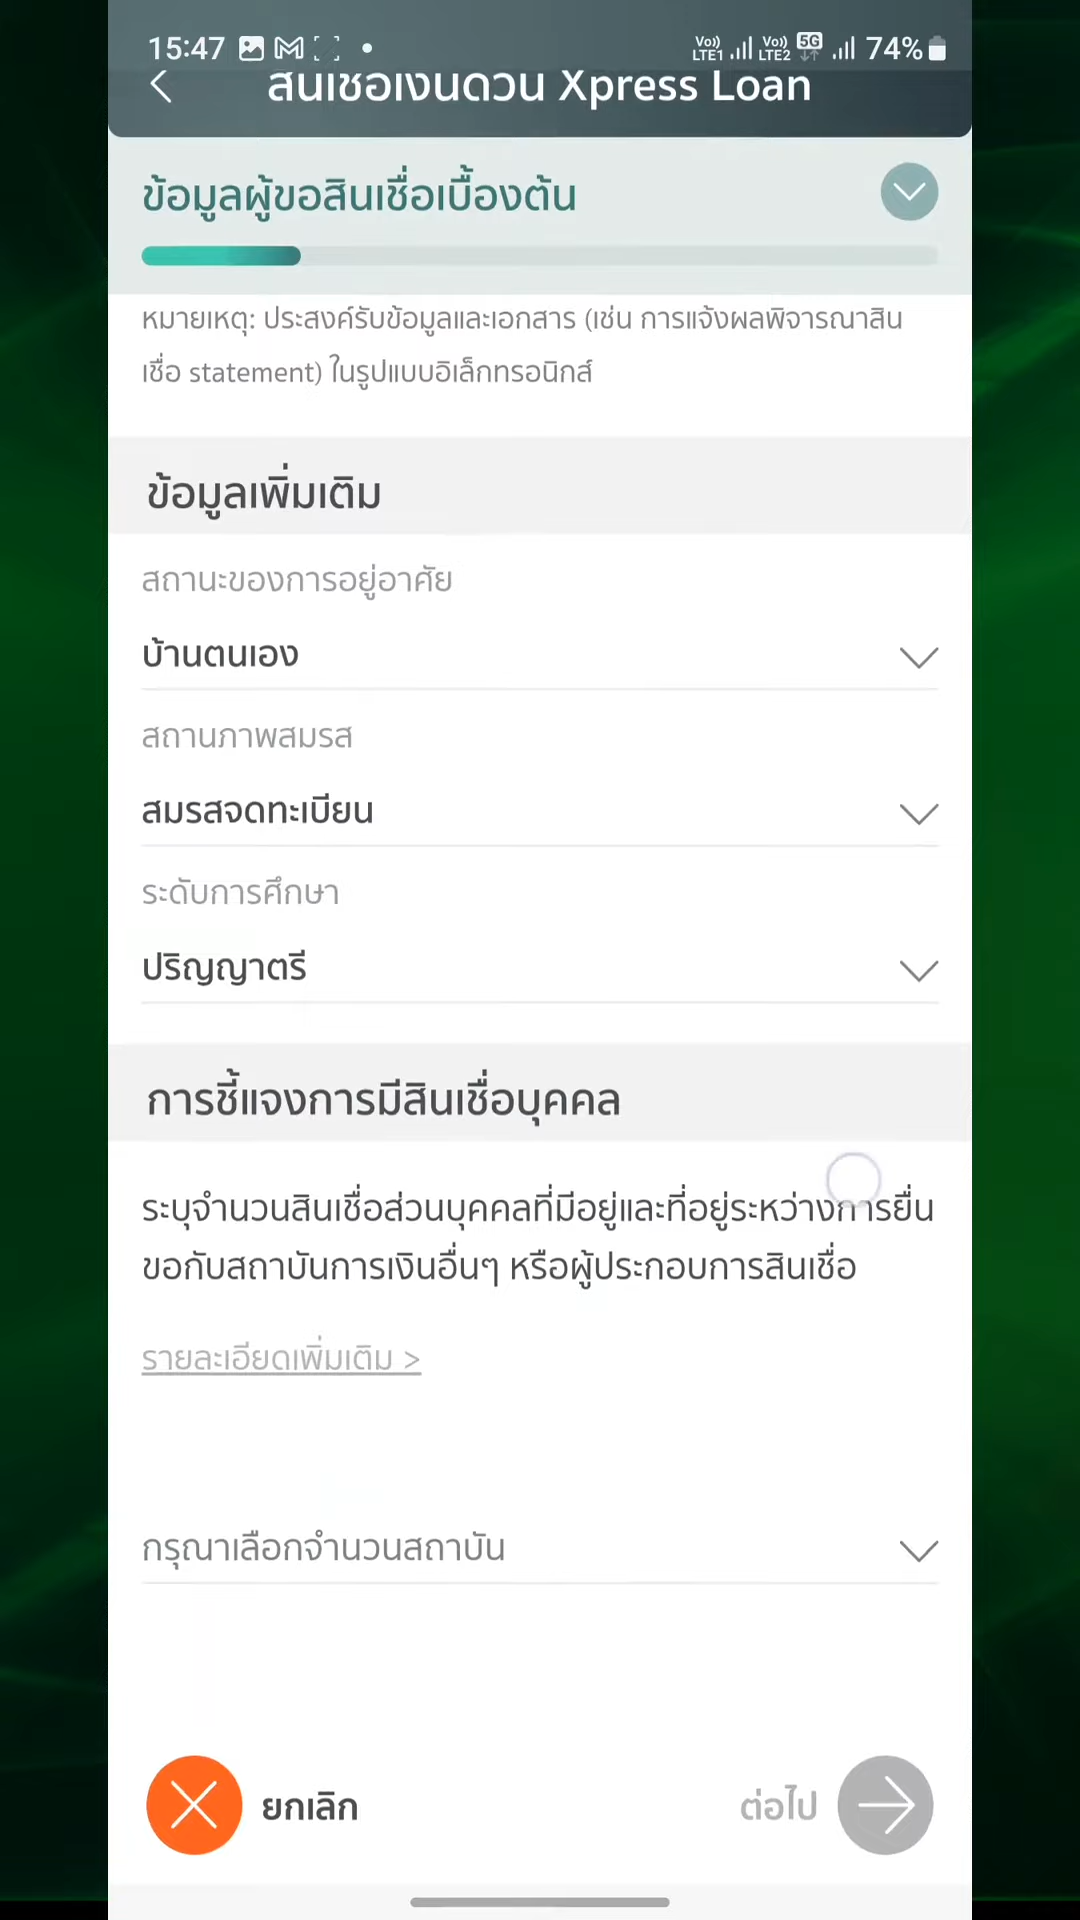 15:47
Vo) LTE1 Vo) LTE2 5G 74%
สินเชื่อเงินด่วน Xpress Loan
ข้อมูลผู้ขอสินเชื่อเบื้องต้น
หมายเหตุ: ประสงค์รับข้อมูลและเอกสาร (เช่น การแจ้งผลพิจารณาสิน
เชื่อ statement) ในรูปแบบอิเล็กทรอนิกส์
ข้อมูลเพิ่มเติม
สถานะของการอยู่อาศัย
บ้านตนเอง
สถานภาพสมรส
สมรสจดทะเบียน
ระดับการศึกษา
ปริญญาตรี
การชี้แจงการมีสินเชื่อบุคคล
ระบุจำนวนสินเชื่อส่วนบุคคลที่มีอยู่และที่อยู่ระหว่างการยื่น
ขอกับสถาบันการเงินอื่นๆ หรือผู้ประกอบการสินเชื่อ
รายละเอียดเพิ่มเติม >
กรุณาเลือกจำนวนสถาบัน
ยกเลิก
ต่อไป